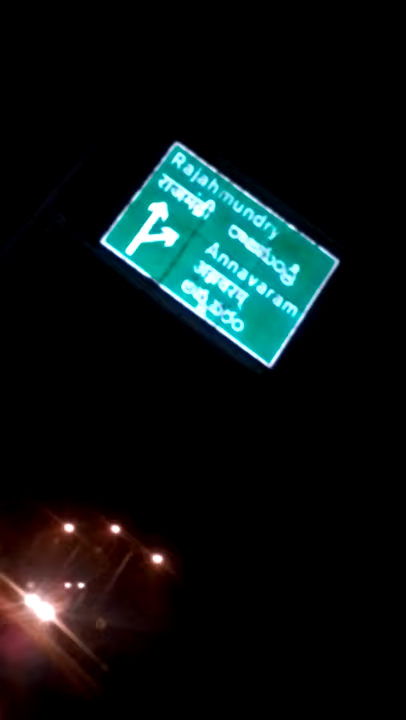 Rajahmundry
राजमंड्री
రాజమండ్రి
Annavaram
अन्नवरम्
అన్నవరం